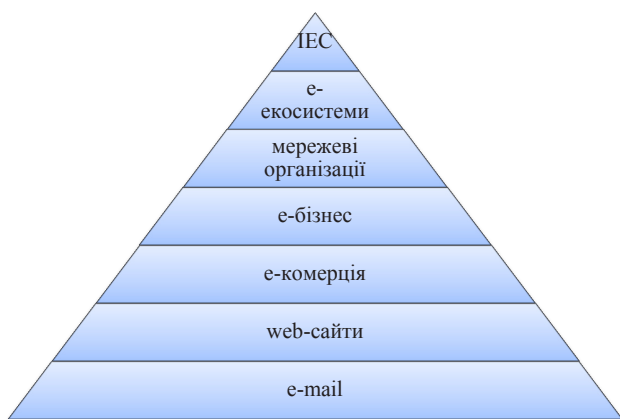 ІЕС
е-
екосистеми
мережеві
організації
е-бізнес
е-комерція
web-сайти
e-mail